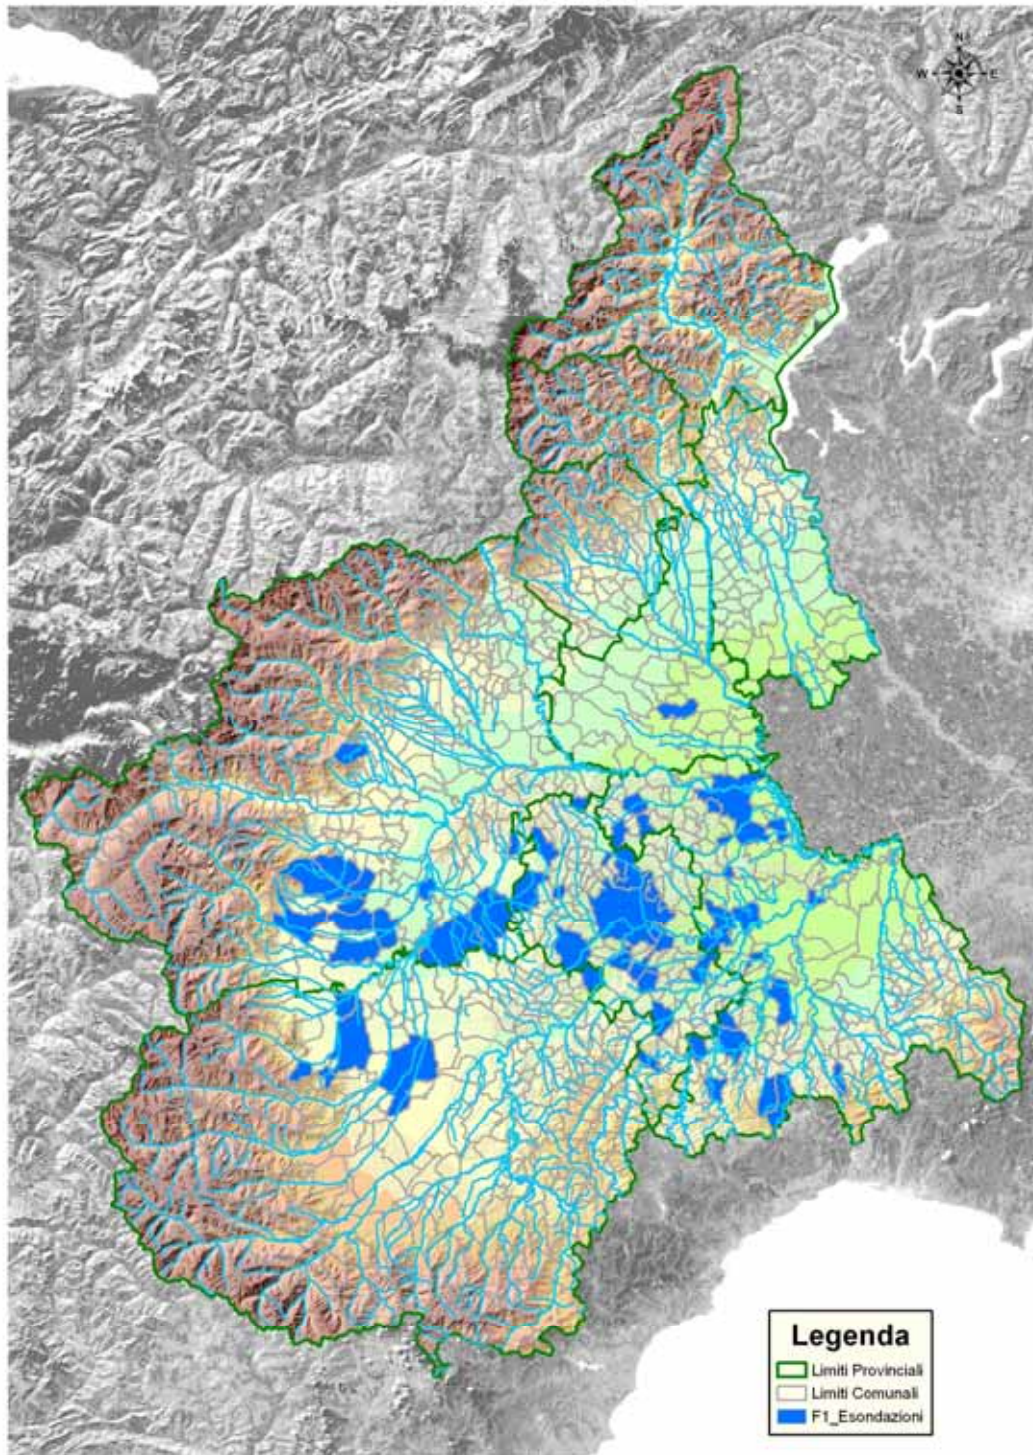 N
W E
S
Legenda
Limiti Provinciali
Limiti Comunali
F1_Esondazioni